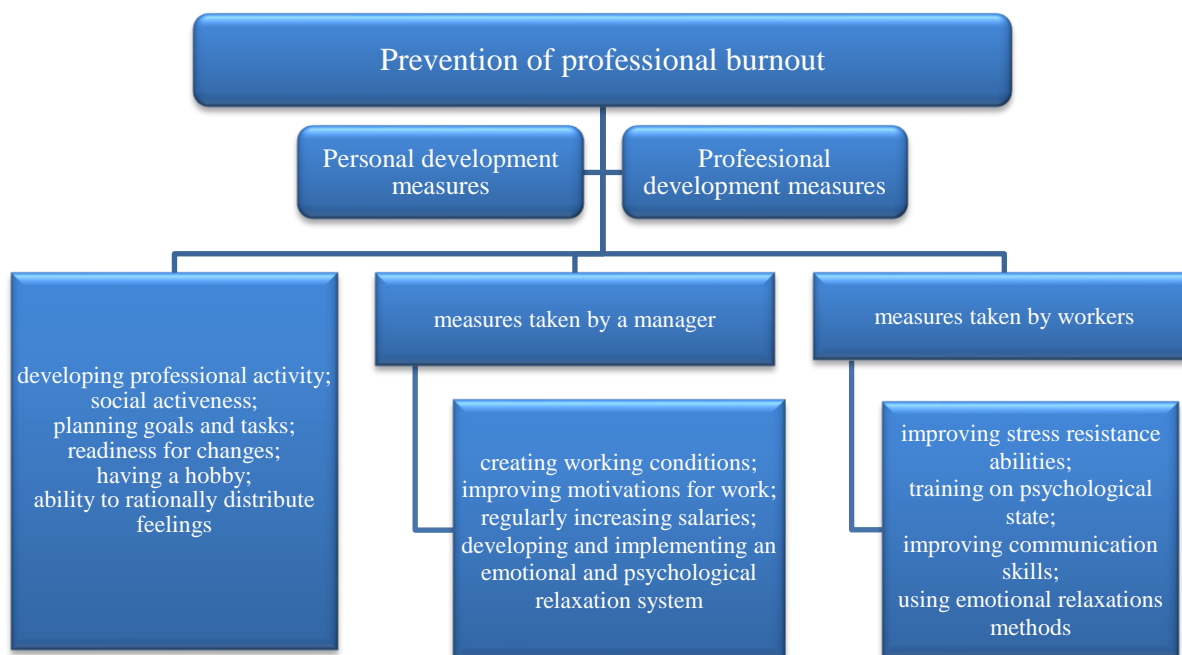 Prevention of professional burnout
Personal development
measures
Profeesional
development measures
developing professional activity;
social activeness;
planning goals and tasks;
readiness for changes;
having a hobby;
ability to rationally distribute
feelings
measures taken by a manager
creating working conditions;
improving motivations for work;
regularly increasing salaries;
developing and implementing an
emotional and psychological
relaxation system
measures taken by workers
improving stress resistance
abilities;
training on psychological
state;
improving communication
skills;
using emotional relaxations
methods